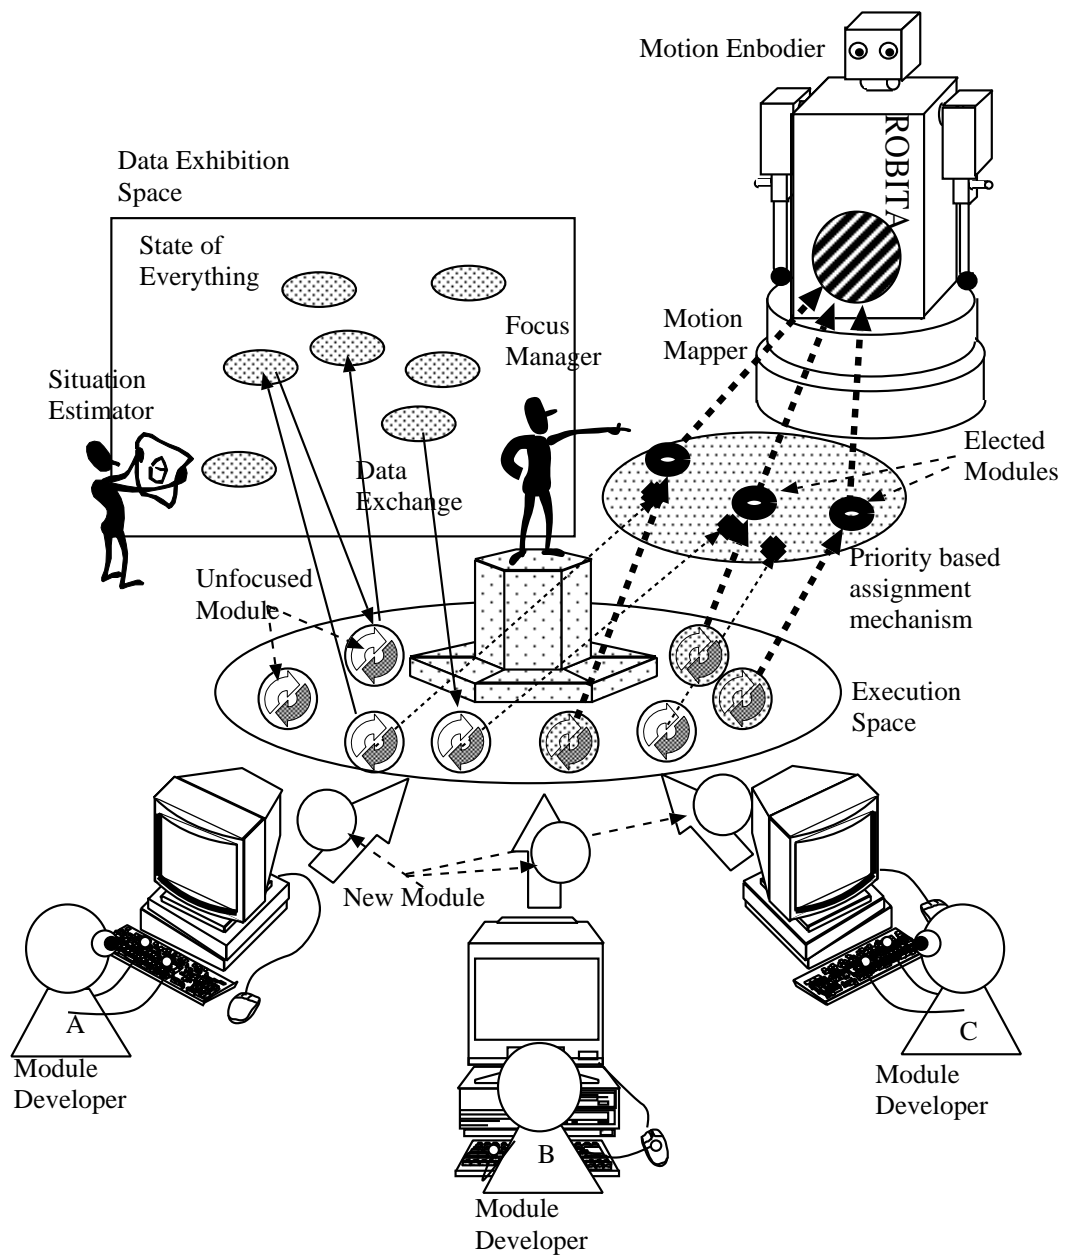 Motion Enbodier
ROBITA
Data Exhibition
Space
State of
Everything
Focus
Manager
Motion
Mapper
Situation
Estimator
Elected
Modules
Data
Exchange
Unfocused
Module
Priority based
assignment
mechanism
Execution
Space
New Module
A
Module
Developer
B
Module
Developer
C
Module
Developer